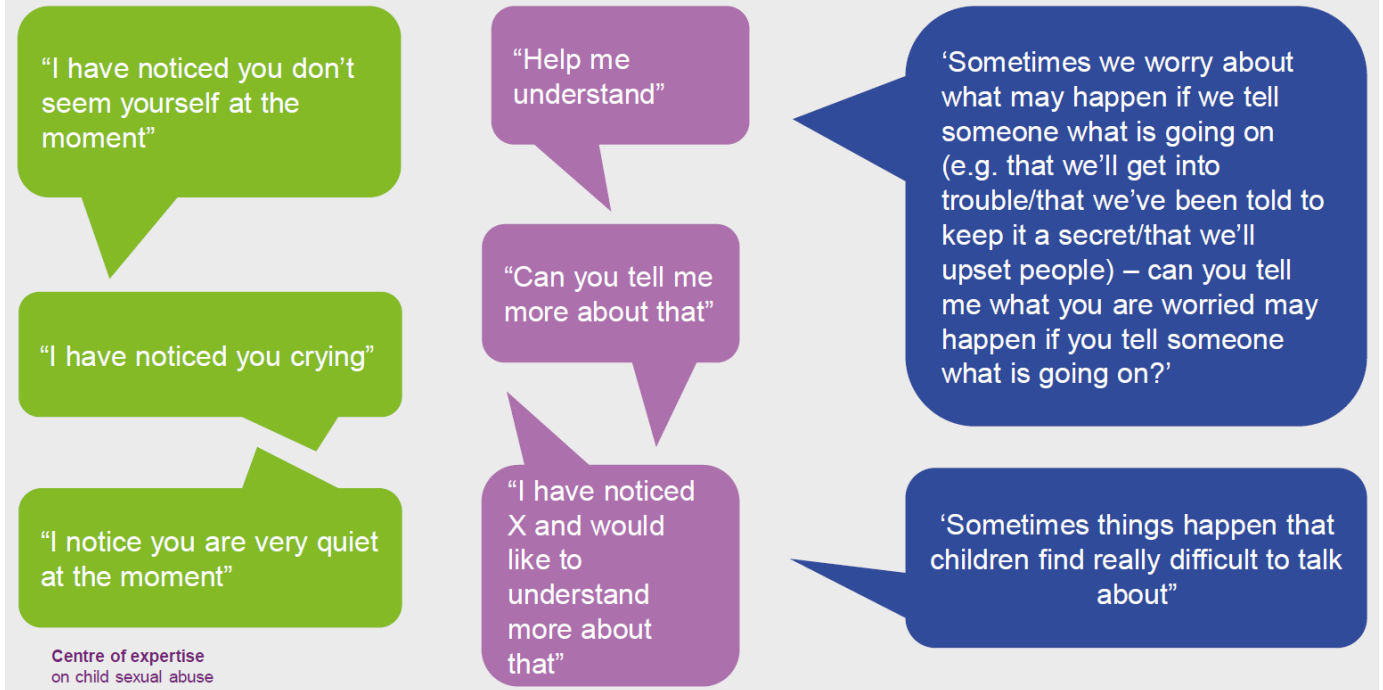 “I have noticed you don’t
seem yourself at the
moment”
“I have noticed you crying”
“I notice you are very quiet
at the moment”
“Help me
understand”
“Can you tell me
more about that”
“I have noticed
X and would
like to
understand
more about
that”
‘Sometimes we worry about
what may happen if we tell
someone what is going on
(e.g. that we’ll get into
trouble/that we’ve been told to
keep it a secret/that we’ll
upset people) – can you tell
me what you are worried may
happen if you tell someone
what is going on?’
‘Sometimes things happen that
children find really difficult to talk
about”
Centre of expertise
on child sexual abuse